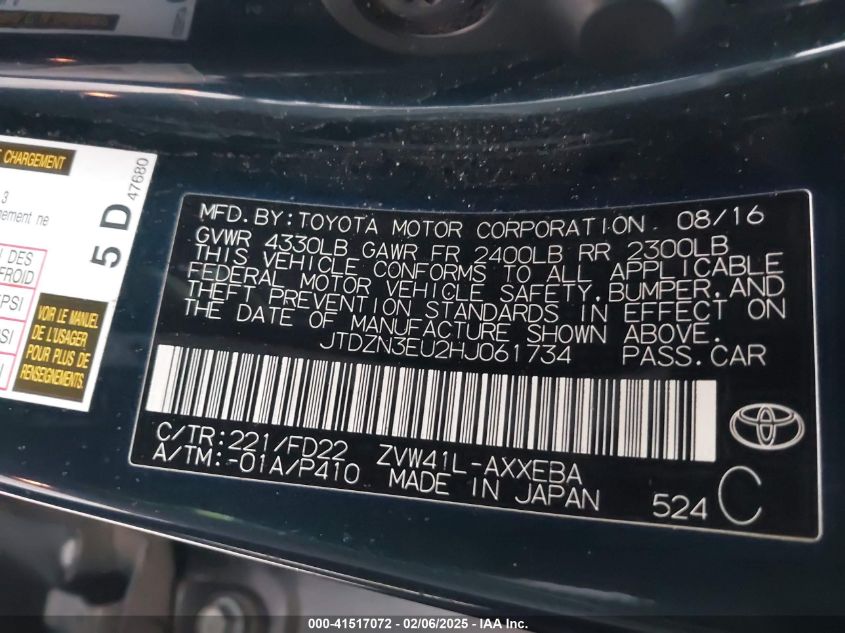 E CHARGEMENT
3
nement ne
N DES
FROID
PSI
SI
I
5 D 47680
VOIR LE MANUEL
DE L'USAGER
POUR PLUS DE
RENSEIGNEMENTS
MFD.BY:TOYOTA MOTOR CORPORATION 08/16
GVWR 4330LB GAWR FR 2400LB RR 2300LB
THIS VEHICLE CONFORMS TO ALL APPLICABLE
FEDERAL MOTOR VEHICLE SAFETY,BUMPER,AND
THEFT PREVENTION STANDARDS IN EFFECT ON
THE DATE OF MANUFACTURE SHOWN ABOVE.
JTDZN3EU2HJ061734 PASS.CAR
C/TR:221/FD22 ZVW41L-AXXEBA
A/TM:-01A/P410 MADE IN JAPAN
524 C
000-41517072 - 02/06/2025 - IAA Inc.